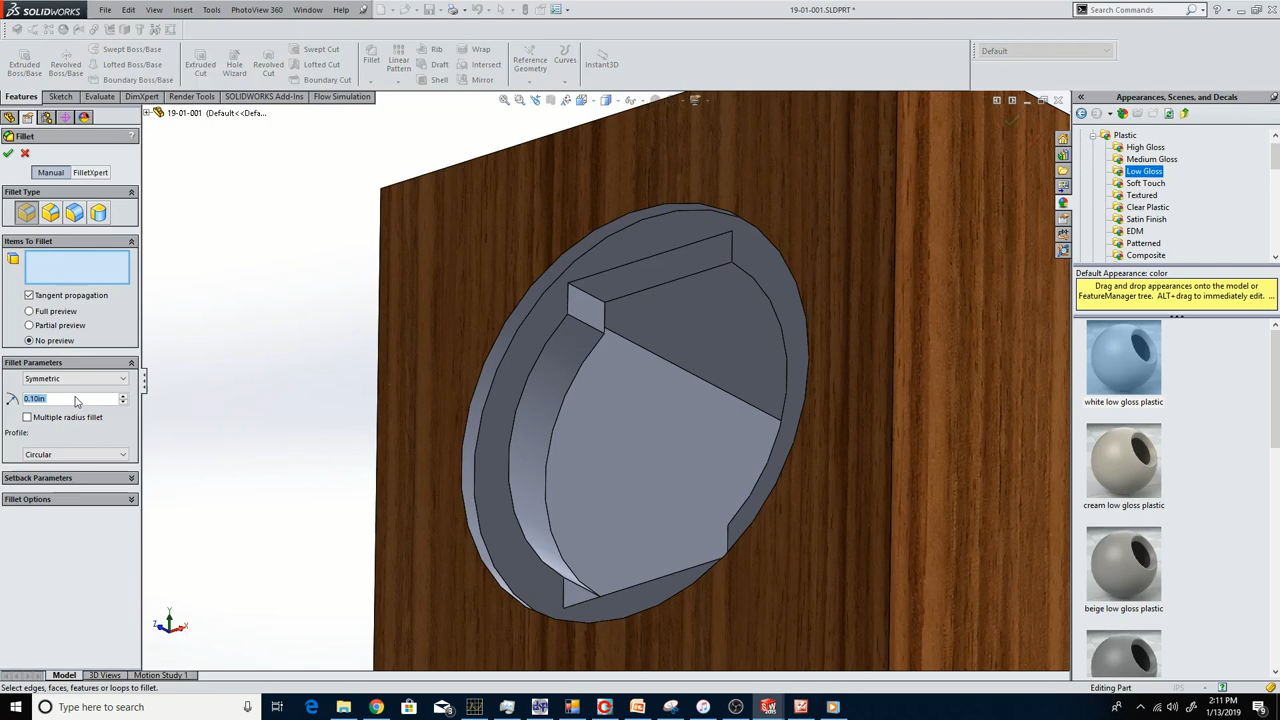 SOLIDWORKS
File Edit View Insert Tools PhotoView 360 Window Help
19-01-001.SLDPRT *
Search Commands
Extruded Boss/Base
Revolved Boss/Base
Swept Boss/Base
Lofted Boss/Base
Boundary Boss/Base
Extruded Cut
Hole Wizard
Revolved Cut
Swept Cut
Lofted Cut
Boundary Cut
Fillet
Linear Pattern
Rib
Draft
Shell
Wrap
Intersect
Mirror
Reference Geometry
Curves
Instant3D
Default
Features Sketch Evaluate DimXpert Render Tools SOLIDWORKS Add-Ins Flow Simulation
19-01-001 (Default<<Defa...
Fillet
?
Manual FilletXpert
Fillet Type
Items To Fillet
Tangent propagation
Full preview
Partial preview
No preview
Fillet Parameters
Symmetric
0.10in
Multiple radius fillet
Profile:
Circular
Setback Parameters
Fillet Options
Y
Z
X
Appearances, Scenes, and Decals
Plastic
High Gloss
Medium Gloss
Low Gloss
Soft Touch
Textured
Clear Plastic
Satin Finish
EDM
Patterned
Composite
Default Appearance: color
Drag and drop appearances onto the model or
FeatureManager tree. ALT+drag to immediately edit. ...
white low gloss plastic
cream low gloss plastic
beige low gloss plastic
Model 3D Views Motion Study 1
Select edges, faces, features or loops to fillet.
Editing Part
IPS
Type here to search
2:11 PM
1/13/2019